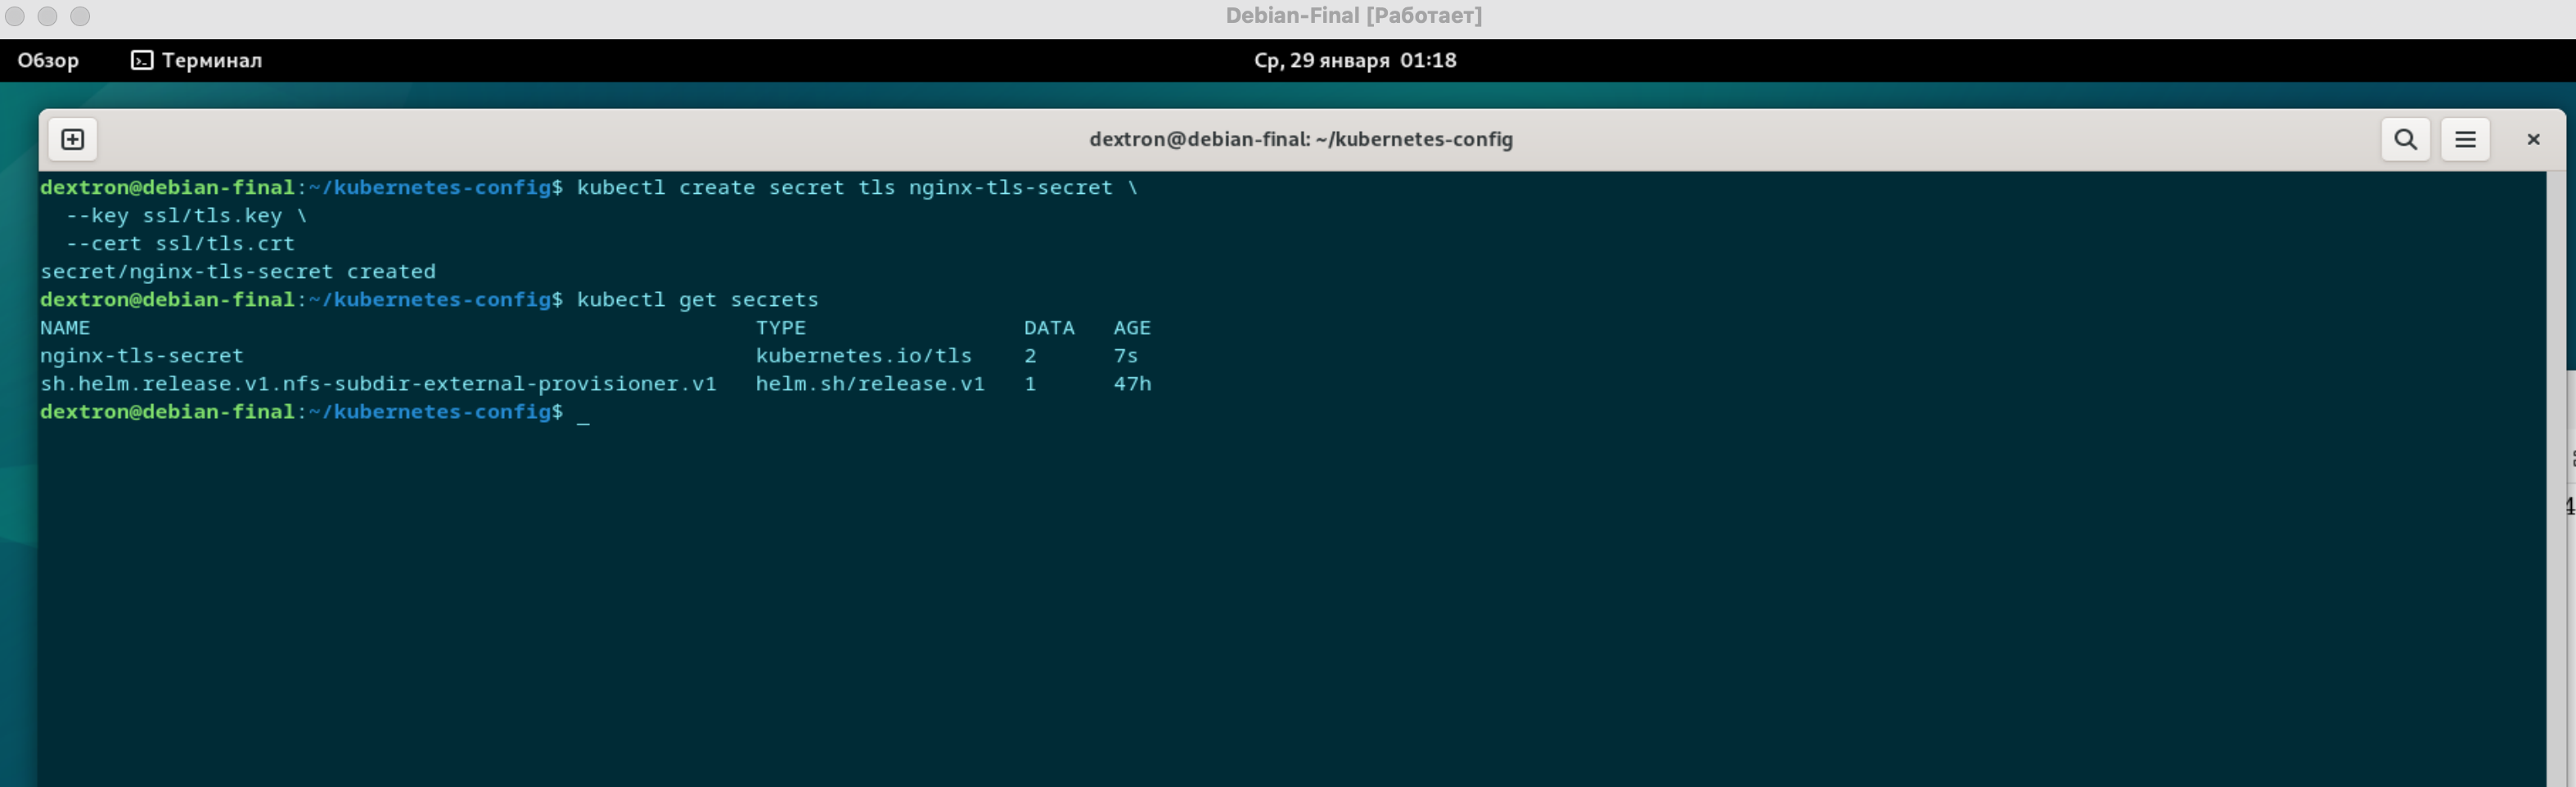 Debian-Final [Работает]
Обзор Терминал Ср, 29 января 01:18
dextron@debian-final: ~/kubernetes-config
dextron@debian-final:~/kubernetes-config$ kubectl create secret tls nginx-tls-secret \
  --key ssl/tls.key \
  --cert ssl/tls.crt
secret/nginx-tls-secret created
dextron@debian-final:~/kubernetes-config$ kubectl get secrets
NAME TYPE DATA AGE
nginx-tls-secret kubernetes.io/tls 2 7s
sh.helm.release.v1.nfs-subdir-external-provisioner.v1 helm.sh/release.v1 1 47h
dextron@debian-final:~/kubernetes-config$ _
4